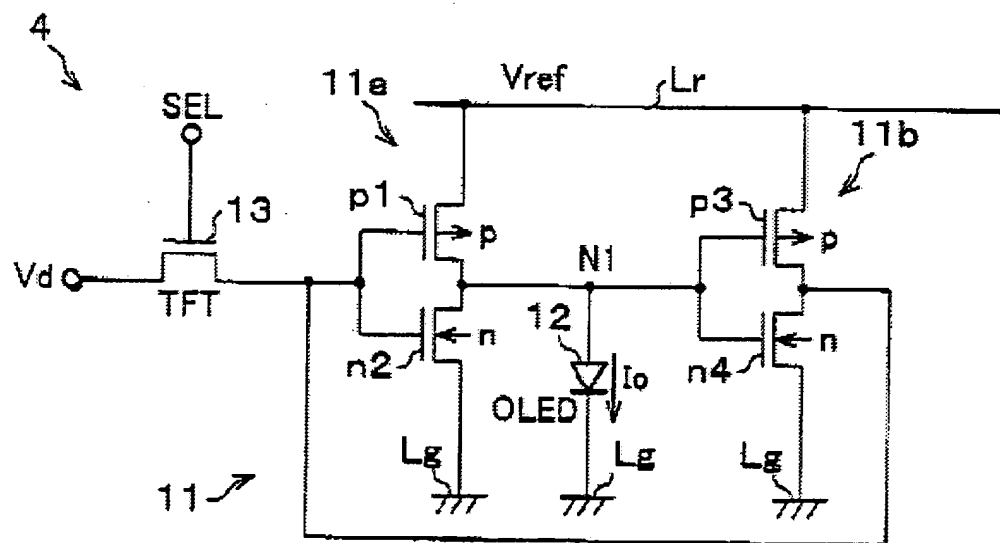 4
SEL
11a
Vref
Lr
11b
13
p1
p
p3
p
Vd
TFT
N1
n2
n
12
OLED
Io
n4
n
Lg
Lg
Lg
11